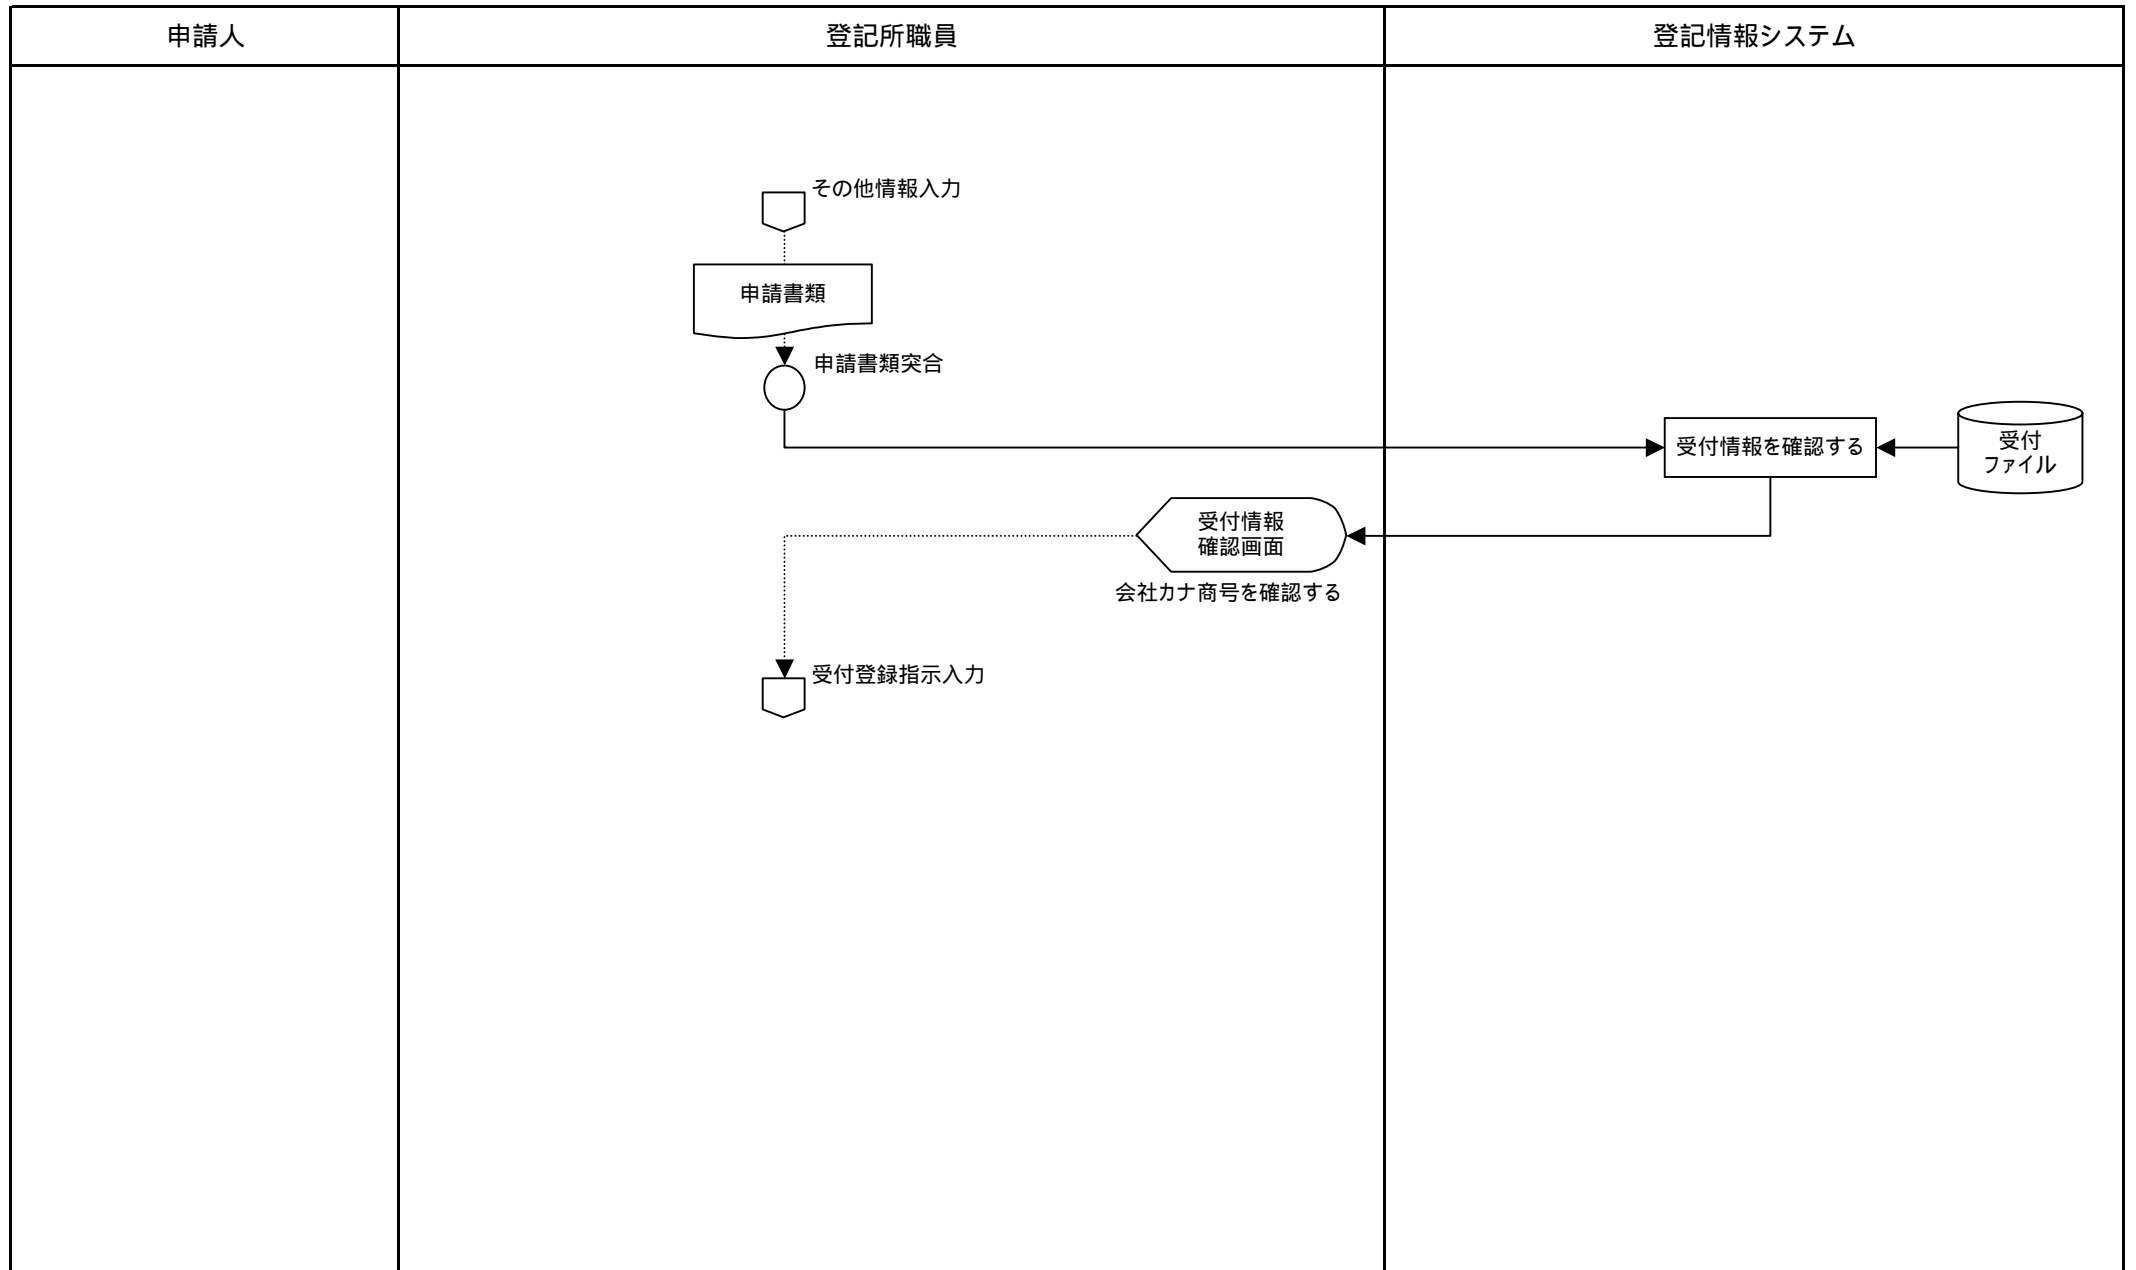 申請人
登記所職員
登記情報システム
その他情報入力
申請書類
申請書類突合
受付情報を確認する
受付
ファイル
受付情報
確認画面
会社カナ商号を確認する
受付登録指示入力